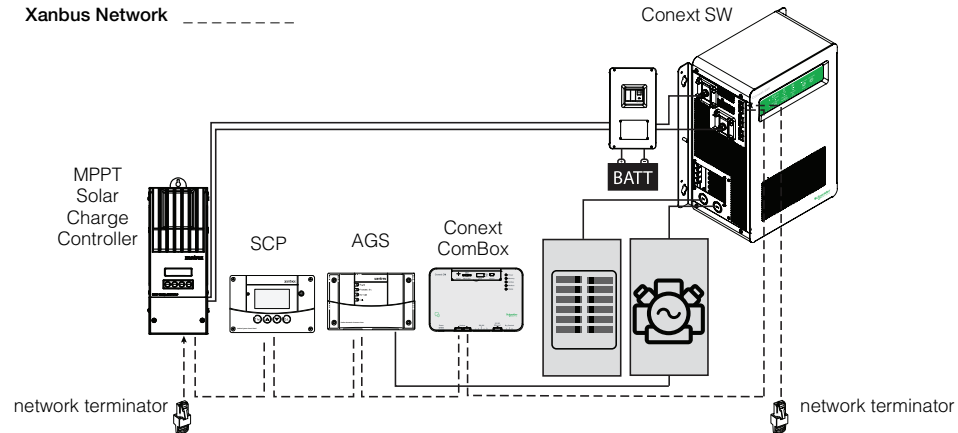 Xanbus Network
Conext SW
BATT
MPPT
Solar
Charge
Controller
SCP
AGS
Conext
ComBox
network terminator
network terminator